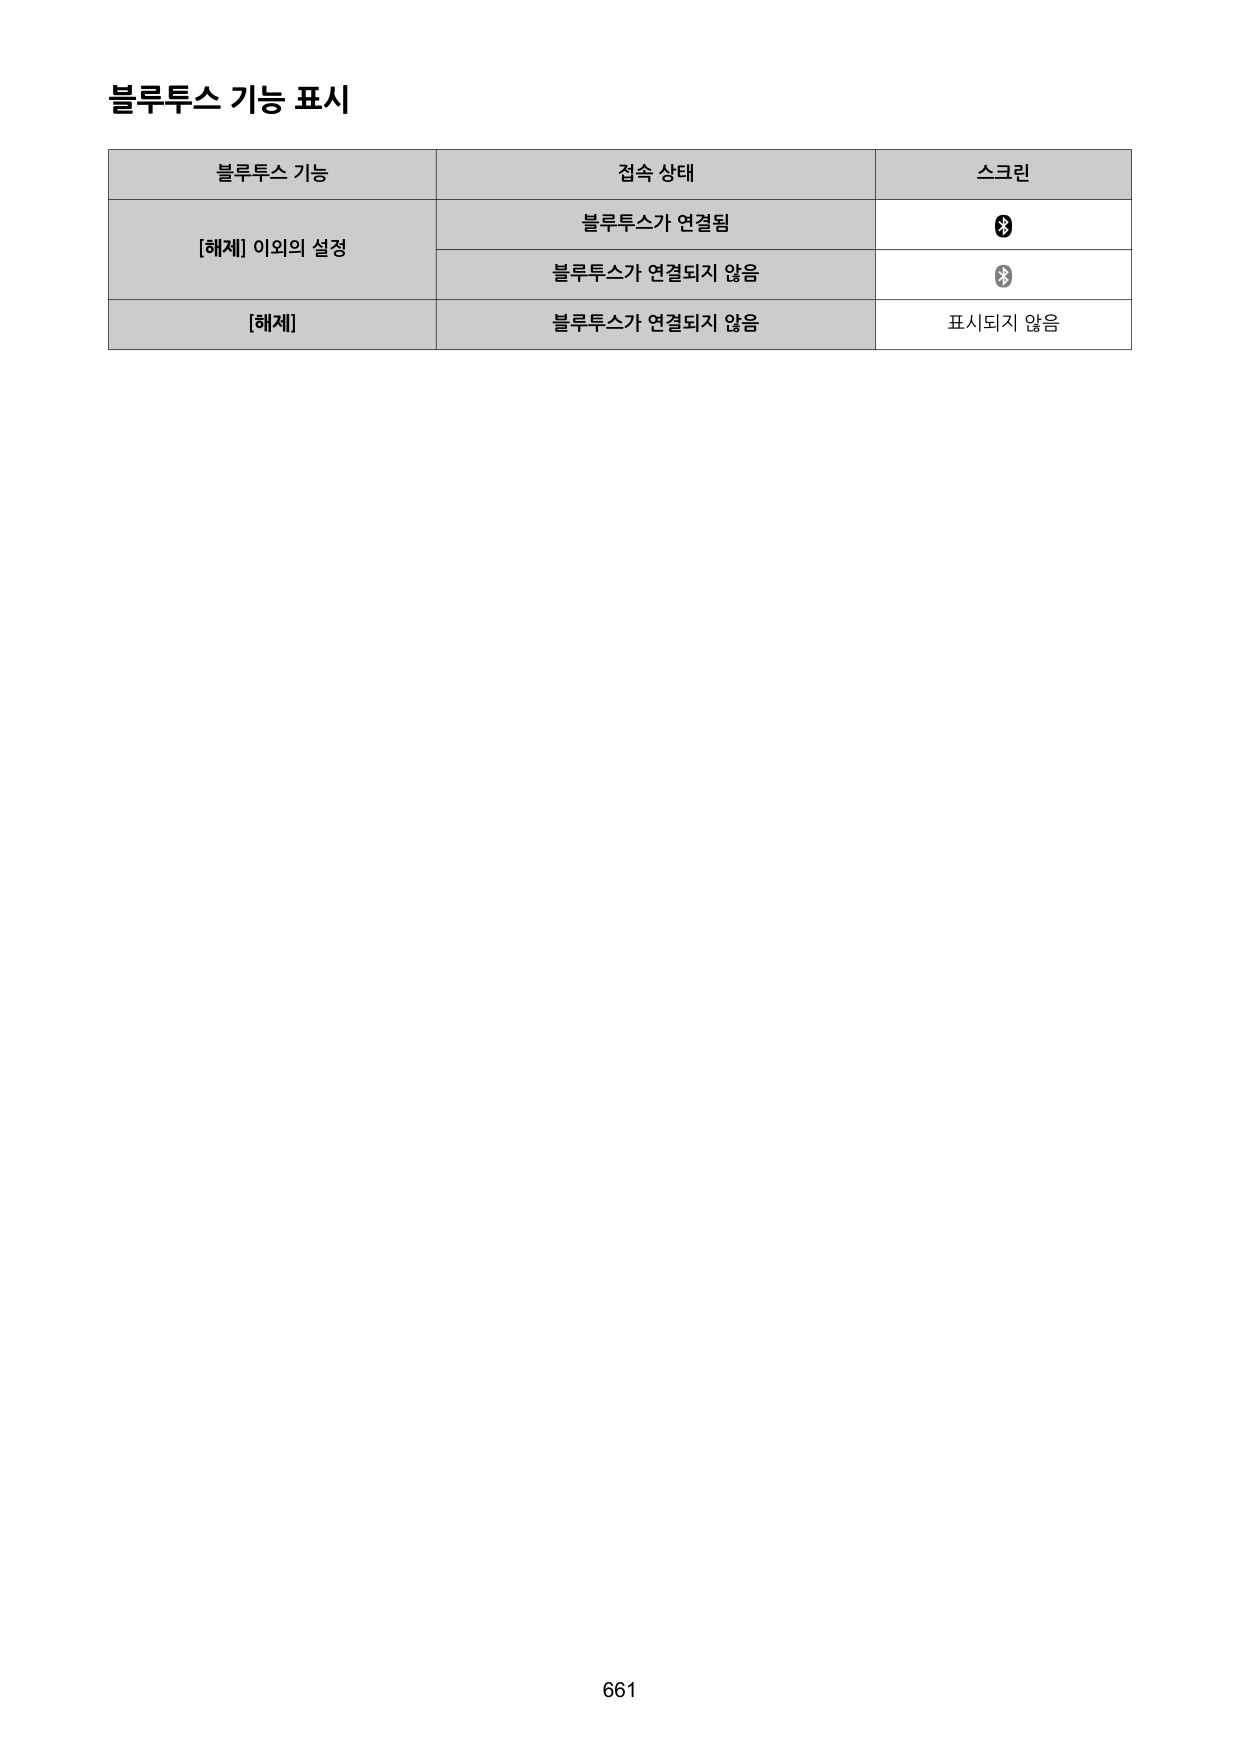 블루투스 기능 표시
블루투스 기능 접속 상태 스크린
[해제] 이외의 설정
블루투스가 연결됨
블루투스가 연결되지 않음
[해제] 블루투스가 연결되지 않음 표시되지 않음
661